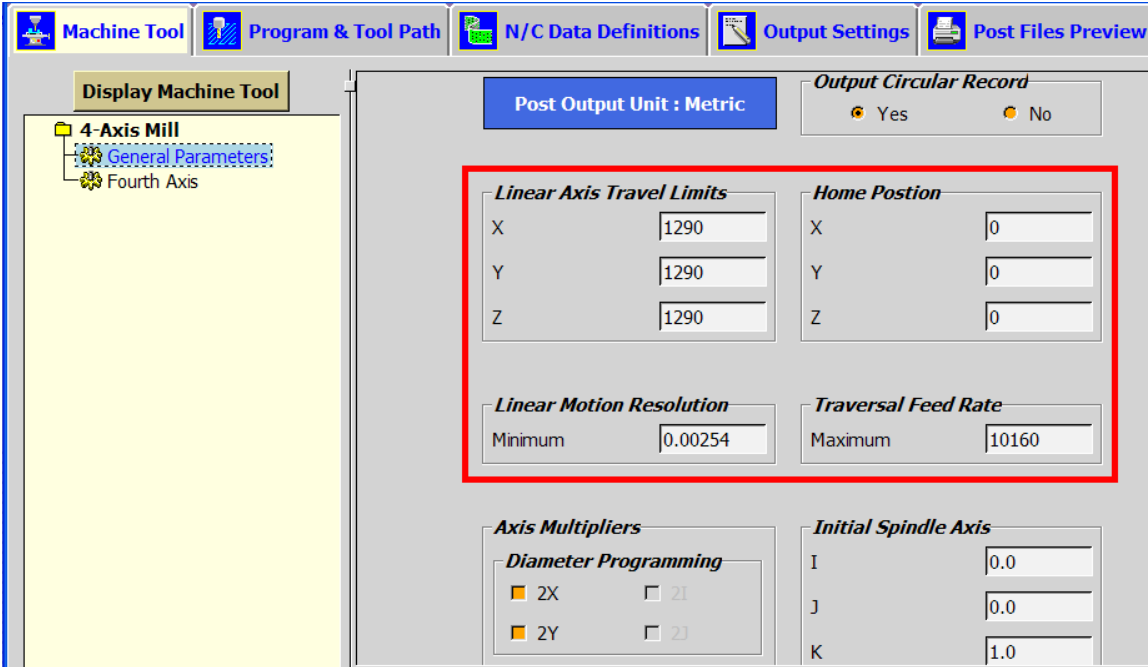 Machine Tool Program & Tool Path N/C Data Definitions Output Settings Post Files Preview
Display Machine Tool
4-Axis Mill
General Parameters
Fourth Axis
Post Output Unit : Metric
Output Circular Record
Yes No
Linear Axis Travel Limits
X 1290
Y 1290
Z 1290
Home Postion
X 0
Y 0
Z 0
Linear Motion Resolution
Minimum 0.00254
Traversal Feed Rate
Maximum 10160
Axis Multipliers
Diameter Programming
2X 2I
2Y 2J
Initial Spindle Axis
I 0.0
J 0.0
K 1.0